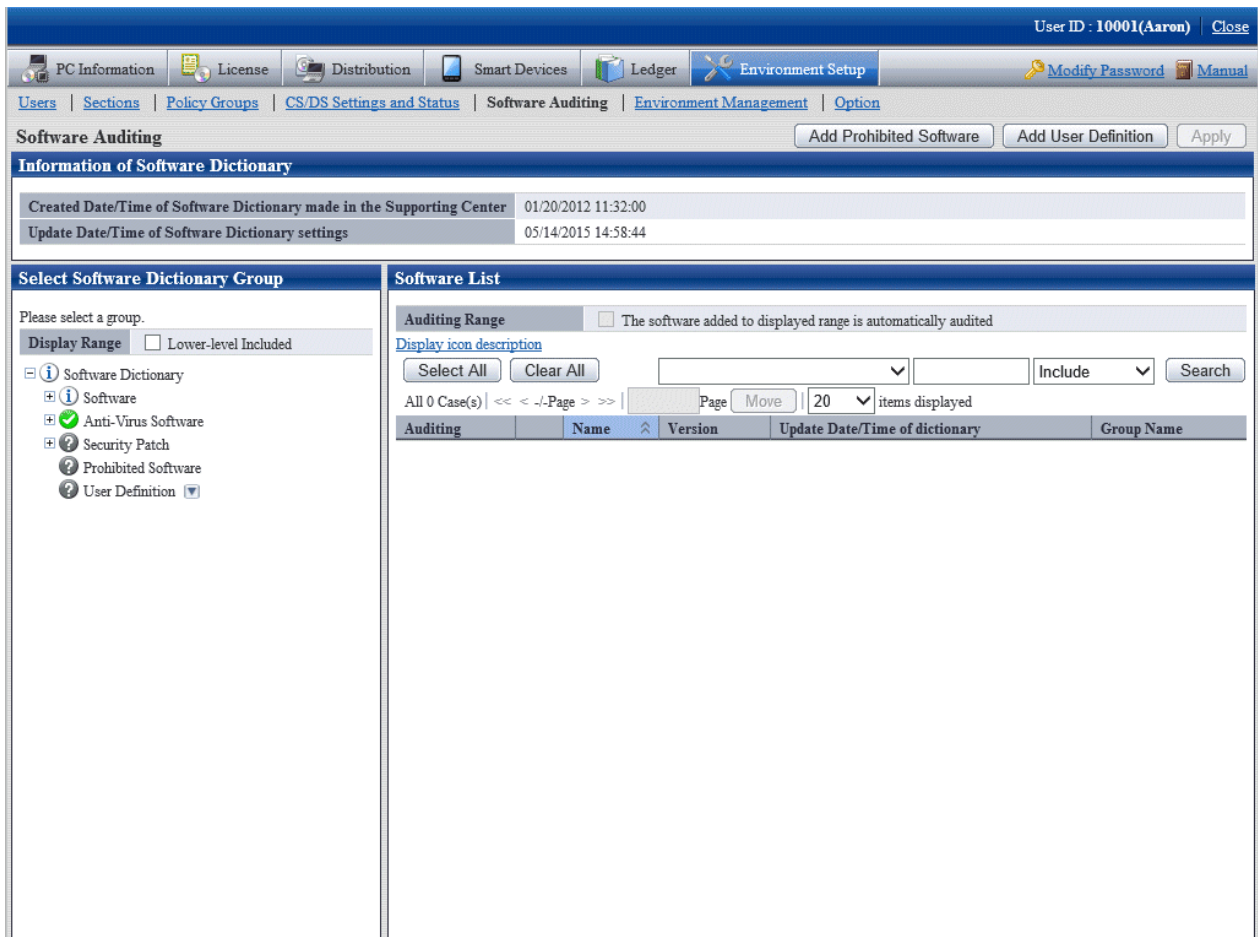 User ID : 10001(Aaron) Close
PC Information License Distribution Smart Devices Ledger Environment Setup Modify Password Manual
Users | Sections | Policy Groups | CS/DS Settings and Status | Software Auditing | Environment Management | Option
Software Auditing Add Prohibited Software Add User Definition Apply
Information of Software Dictionary
Created Date/Time of Software Dictionary made in the Supporting Center 01/20/2012 11:32:00
Update Date/Time of Software Dictionary settings 05/14/2015 14:58:44
Select Software Dictionary Group
Please select a group.
Display Range Lower-level Included
Software Dictionary
Software
Anti-Virus Software
Security Patch
Prohibited Software
User Definition
Software List
Auditing Range The software added to displayed range is automatically audited
Display icon description
Select All Clear All Include Search
All 0 Case(s) | << < -/-Page > >> | Page Move | 20 items displayed
Auditing Name Version Update Date/Time of dictionary Group Name